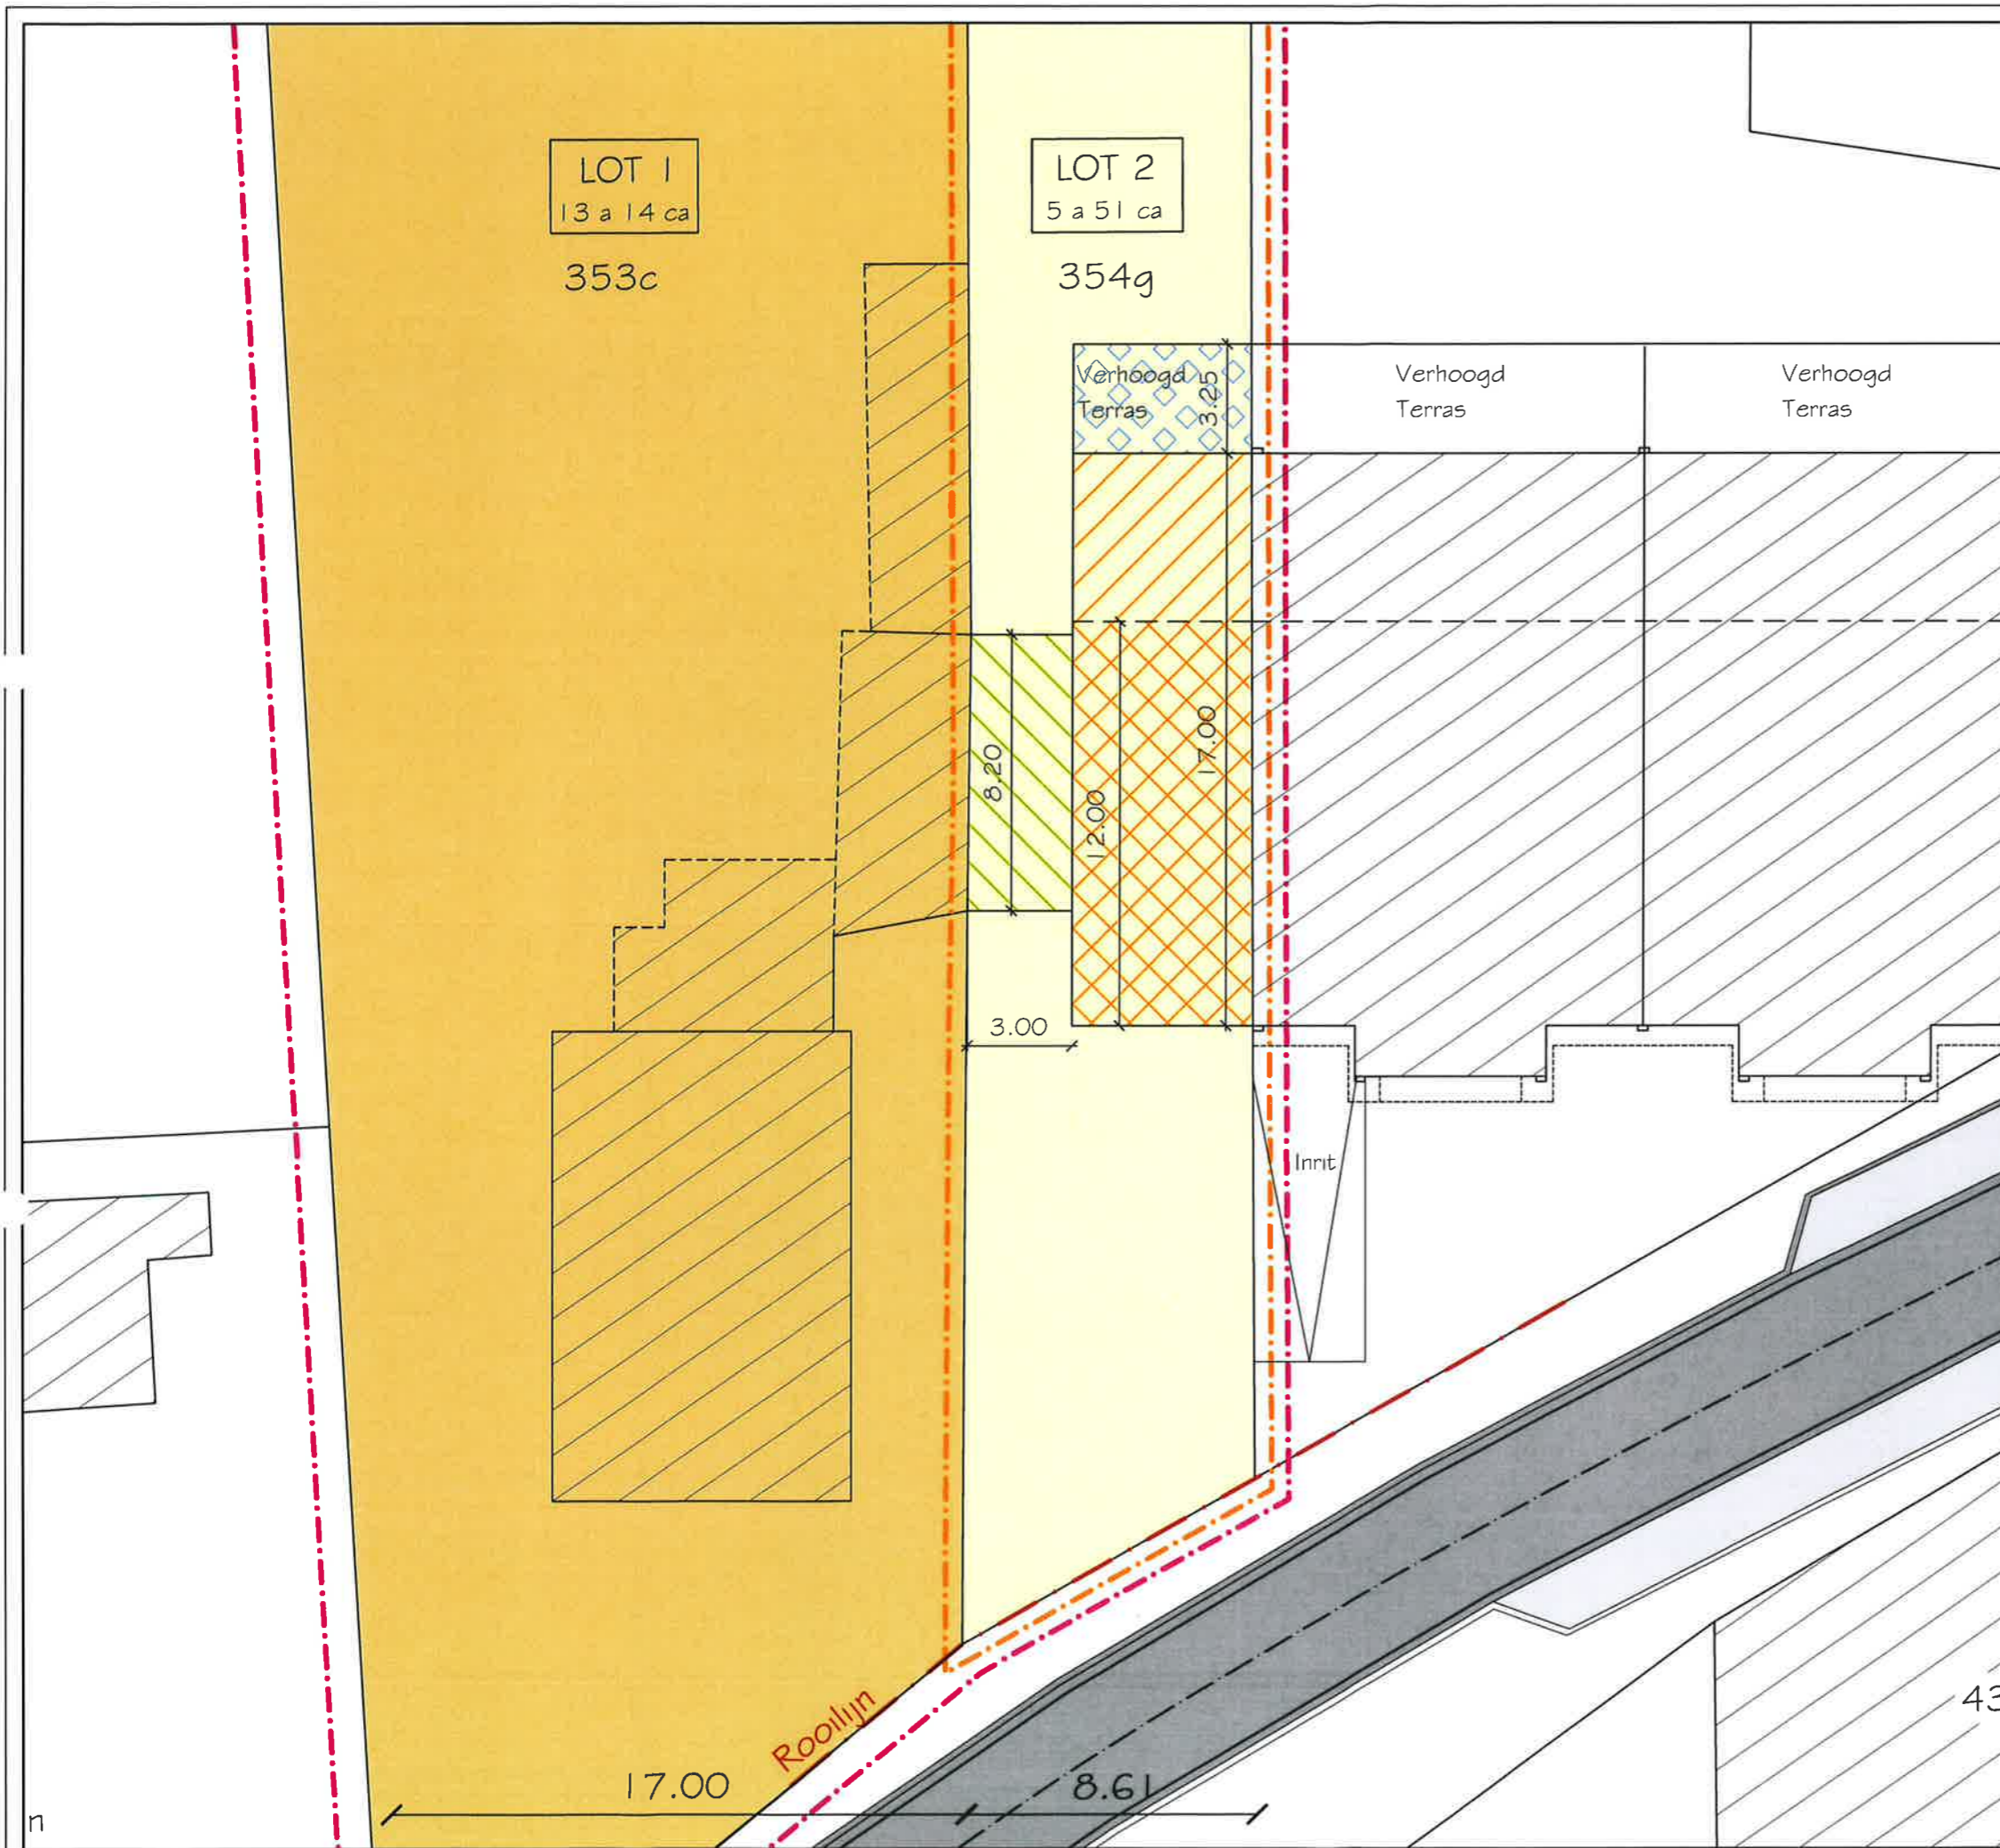 LOT 1
13 a 14 ca
353c
LOT 2
5 a 51 ca
354g
Verhoogd
Terras
3.25
Verhoogd
Terras
Verhoogd
Terras
8.20
12.00
17.00
3.00
Inrit
Rooilijn
17.00
8.61
43
n